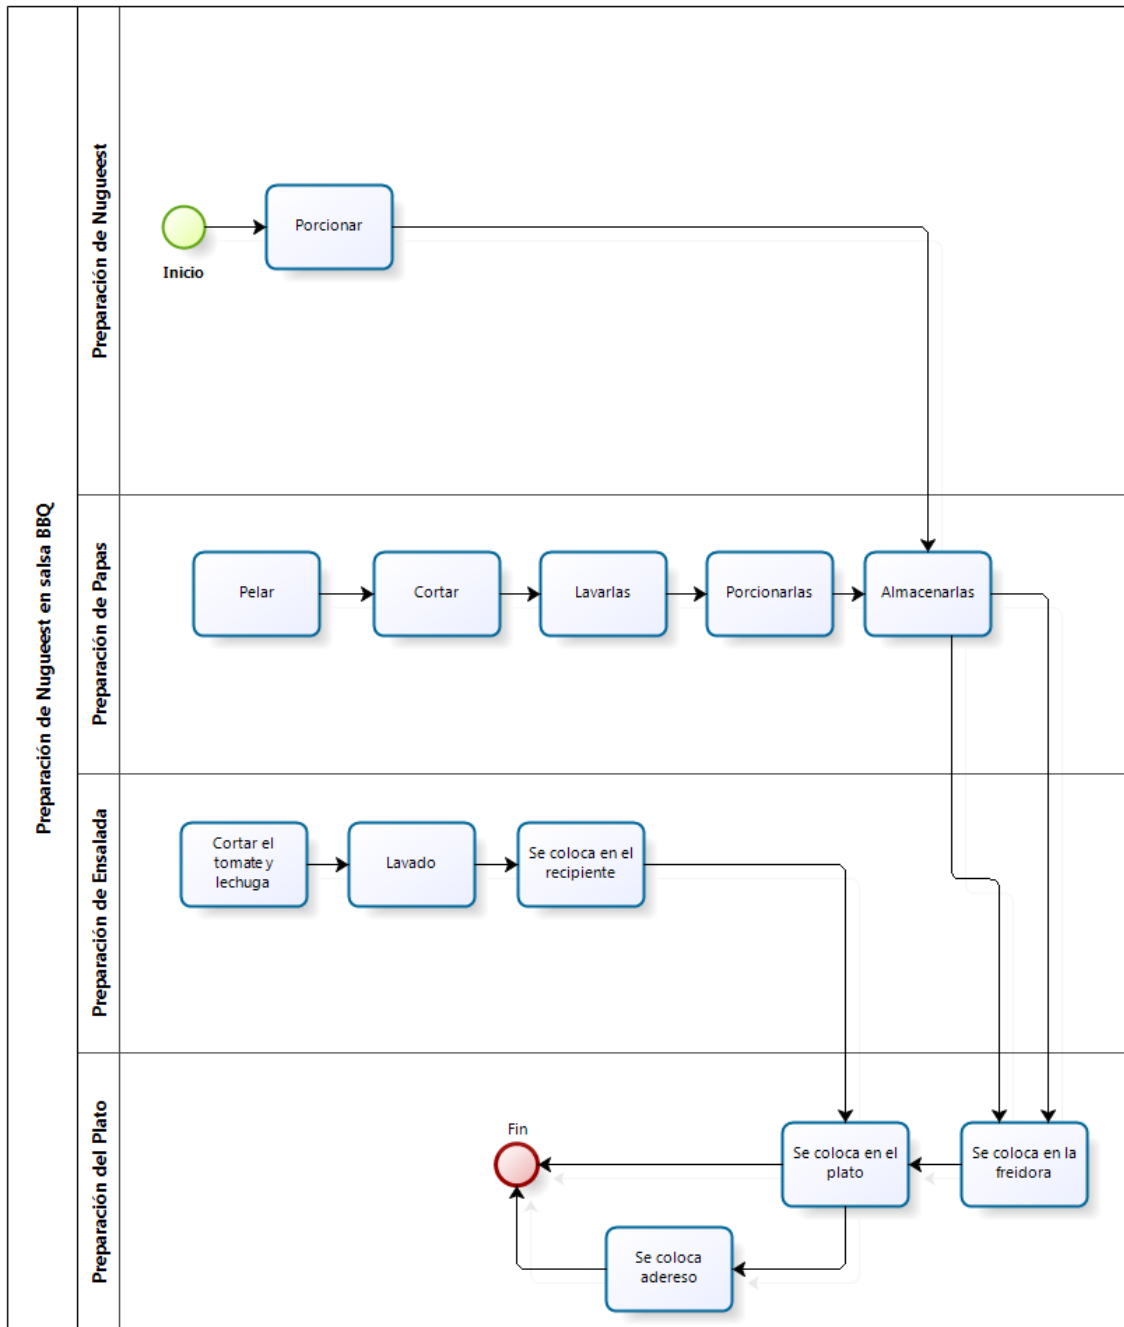 Preparación de Nugueest en salsa BBQ
Preparación de Nugueest
Inicio
Porcionar
Preparación de Papas
Pelar
Cortar
Lavarlas
Porcionarlas
Almacenarlas
Preparación de Ensalada
Cortar el
tomate y
lechuga
Lavado
Se coloca en el
recipiente
Preparación del Plato
Fin
Se coloca en el
plato
Se coloca en la
freidora
Se coloca
adereso